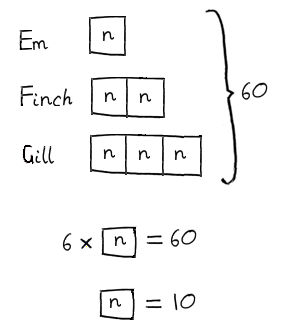 Em n
Finch n n
60
Gill n n n
6 × n = 60
n = 10